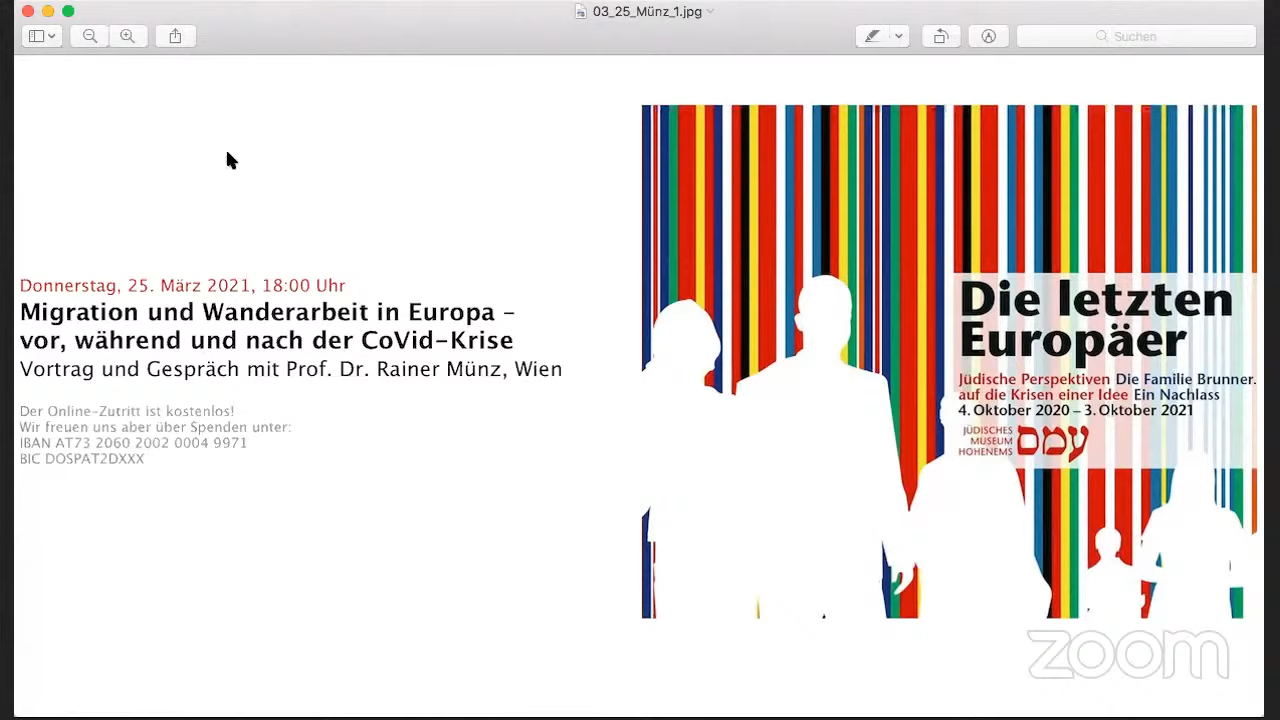 03_25_Münz_1.jpg
Suchen
Donnerstag, 25. März 2021, 18:00 Uhr
Migration und Wanderarbeit in Europa –
vor, während und nach der CoVid-Krise
Vortrag und Gespräch mit Prof. Dr. Rainer Münz, Wien
Der Online-Zutritt ist kostenlos!
Wir freuen uns aber über Spenden unter:
IBAN AT73 2060 2002 0004 9971
BIC DOSPAT2DXXX
Die letzten
Europäer
Jüdische Perspektiven Die Familie Brunner.
auf die Krisen einer Idee Ein Nachlass
4. Oktober 2020 – 3. Oktober 2021
JÜDISCHES
MUSEUM
HOHENEMS
עמס
zoom